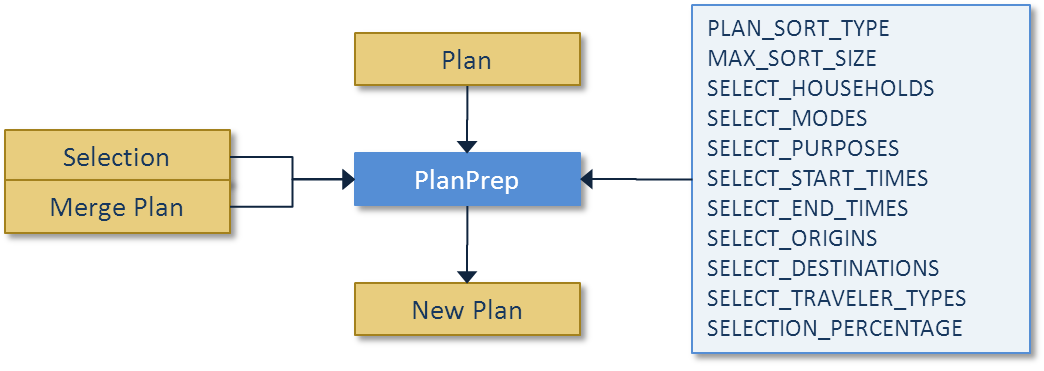 Plan
Selection
Merge Plan
PlanPrep
New Plan
PLAN_SORT_TYPE
MAX_SORT_SIZE
SELECT_HOUSEHOLDS
SELECT_MODES
SELECT_PURPOSES
SELECT_START_TIMES
SELECT_END_TIMES
SELECT_ORIGINS
SELECT_DESTINATIONS
SELECT_TRAVELER_TYPES
SELECTION_PERCENTAGE